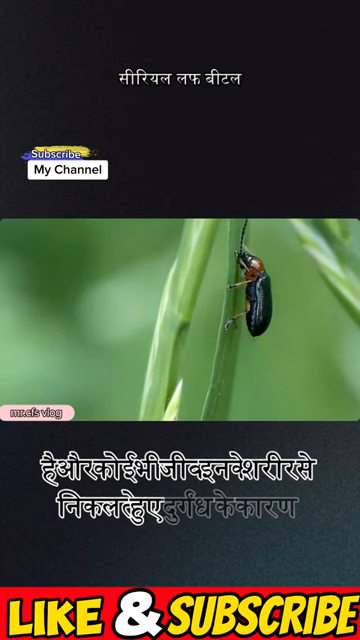 सीरियल लफ बीटल
Subscribe
My Channel
mr.cfs vlog
हैऔरकोईभीजीवइनकेशरीरसे
निकलतेहुएदुर्गंधकेकारण
LIKE & SUBSCRIBE